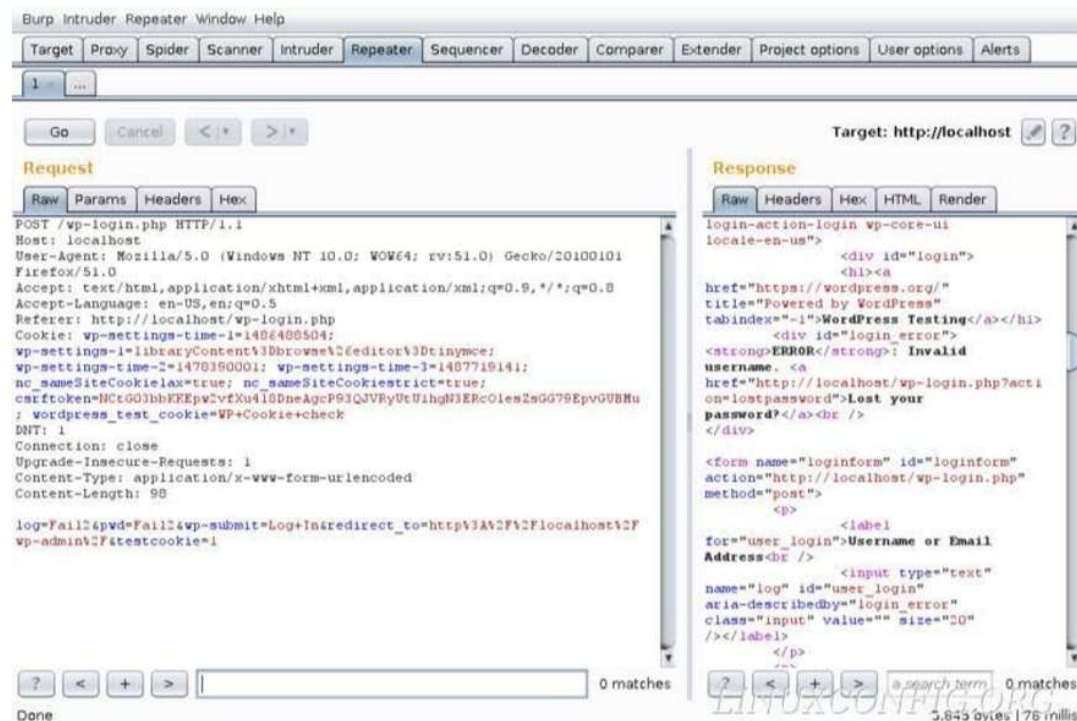 Burp Intruder Repeater Window Help
Target Proxy Spider Scanner Intruder Repeater Sequencer Decoder Comparer Extender Project options User options Alerts
1 ...
Go Cancel < > Target: http://localhost ?
Request
Raw Params Headers Hex
POST /wp-login.php HTTP/1.1
Host: localhost
User-Agent: Mozilla/5.0 (Windows NT 10.0; WOW64; rv:51.0) Gecko/20100101
Firefox/51.0
Accept: text/html,application/xhtml+xml,application/xml;q=0.9,*/*;q=0.8
Accept-Language: en-US,en;q=0.5
Referer: http://localhost/wp-login.php
Cookie: wp-settings-time-1=1486488504;
wp-settings-1=libraryContent%3Dbrowse%26editor%3Dtinymce;
wp-settings-time-2=1478390001; wp-settings-time-3=1487719141;
nc_sameSiteCookielax=true; nc_sameSiteCookiestrict=true;
; wordpress_test_cookie=WP+Cookie+check
DNT: 1
Connection: close
Upgrade-Insecure-Requests: 1
Content-Type: application/x-www-form-urlencoded
Content-Length: 98
log=Fail2&pwd=Fail2&wp-submit=Log+In&redirect_to=http%3A%2F%2Flocalhost%2F
wp-admin%2F&testcookie=1
? < + > 0 matches
Response
Raw Headers Hex HTML Render
login-action-login wp-core-ui
locale-en-us">
<div id="login">
<h1><a
href="https://wordpress.org/"
title="Powered by WordPress"
tabindex="-1">WordPress Testing</a></h1>
<div id="login_error">
<strong>ERROR</strong>: Invalid
username. <a
href="http://localhost/wp-login.php?acti
on=lostpassword">Lost your
password?</a><br />
</div>
<form name="loginform" id="loginform"
action="http://localhost/wp-login.php"
method="post">
<p>
<label
for="user_login">Username or Email
Address<br />
<input type="text"
name="log" id="user_login"
aria-describedby="login_error"
class="input" value="" size="20"
/></label>
</p>
? < + > a search term 0 matches
LINUXCONFIG.ORG
Done
5,845 bytes | 76 millis